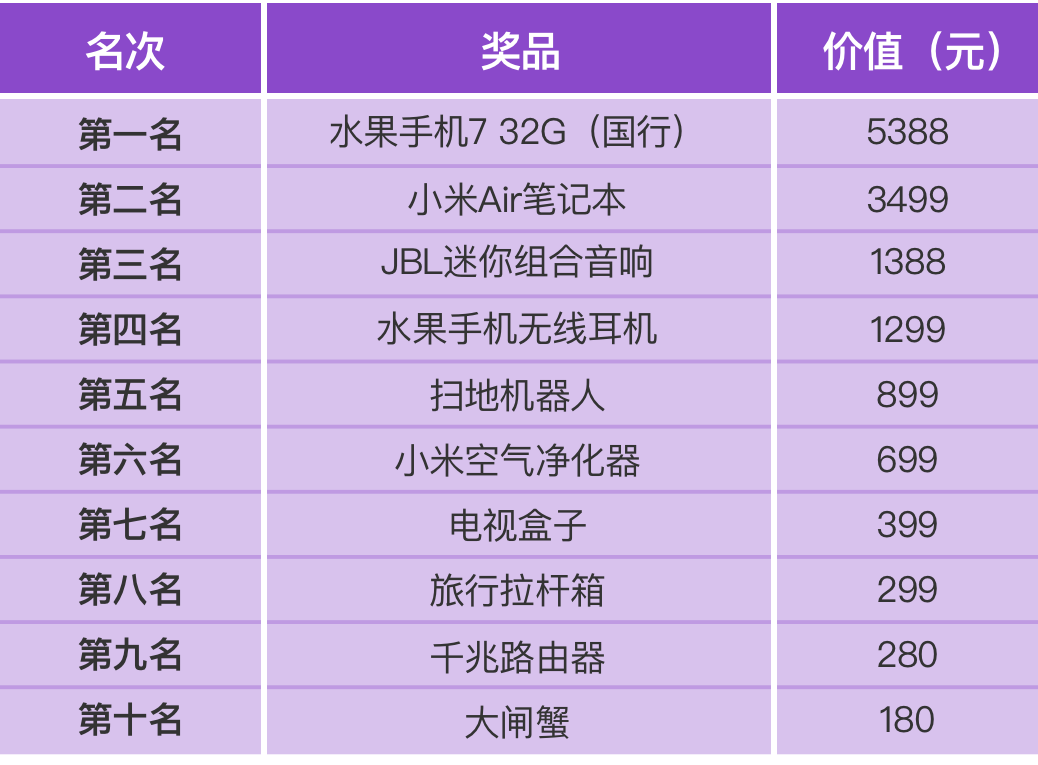 名次 奖品 价值（元）
第一名 水果手机7 32G（国行） 5388
第二名 小米Air笔记本 3499
第三名 JBL迷你组合音响 1388
第四名 水果手机无线耳机 1299
第五名 扫地机器人 899
第六名 小米空气净化器 699
第七名 电视盒子 399
第八名 旅行拉杆箱 299
第九名 千兆路由器 280
第十名 大闸蟹 180